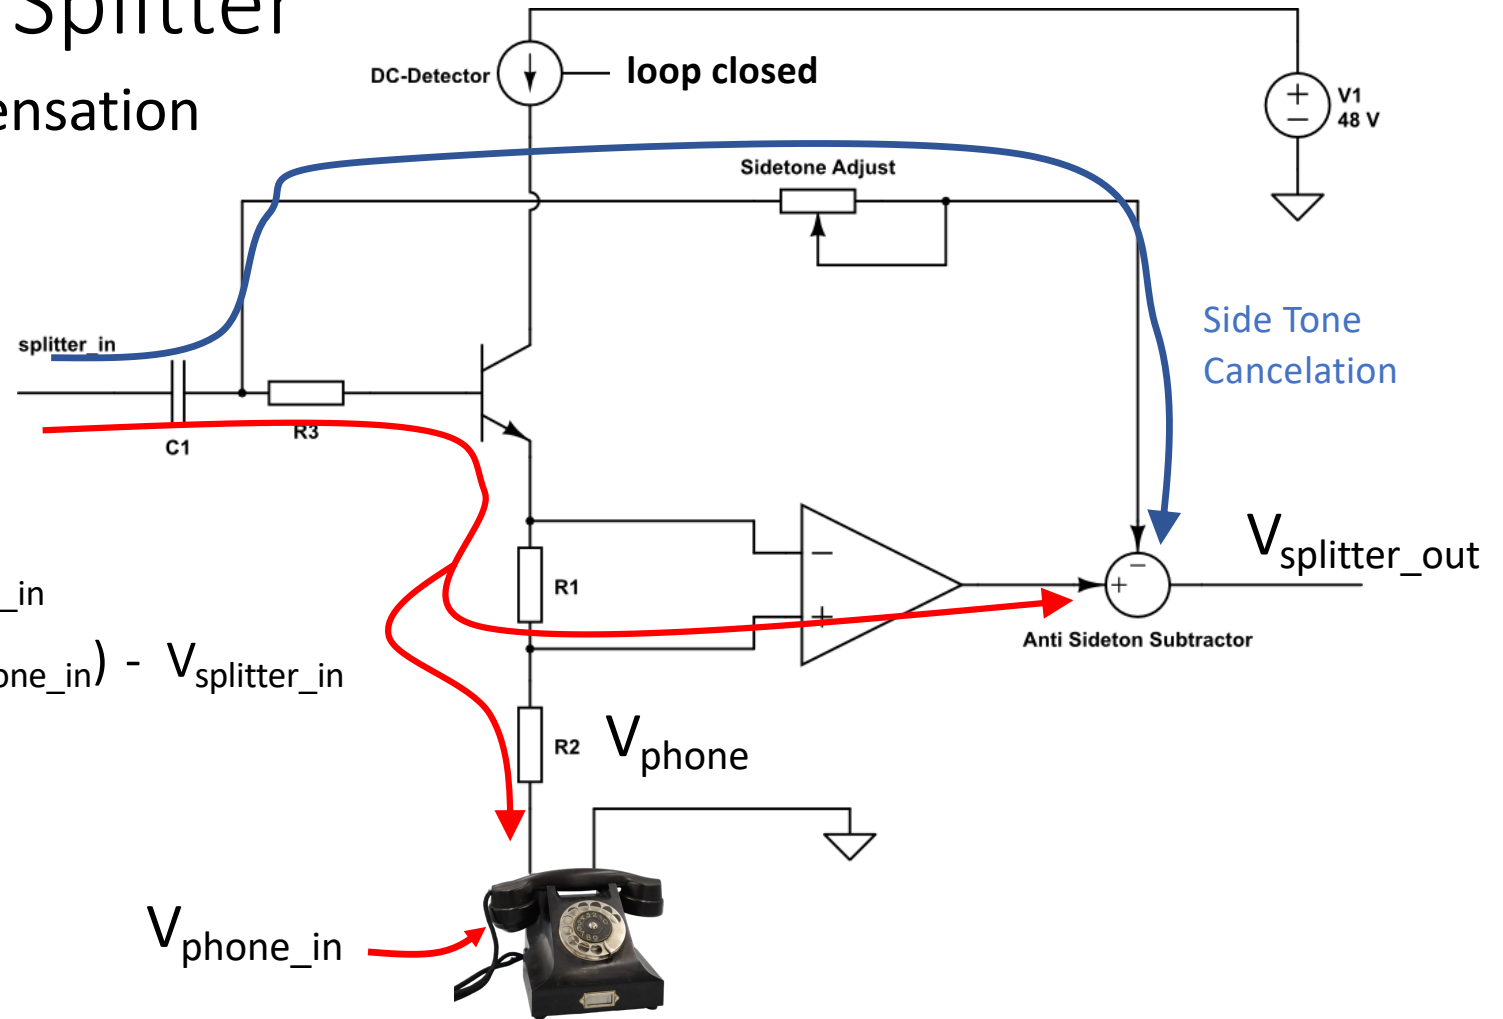 Splitter
ensation
DC-Detector
loop closed
+
−
V1
48 V
Sidetone Adjust
splitter_in
Side Tone
Cancelation
C1
R3
−
+
R1
−
+
Vsplitter_out
Anti Sideton Subtractor
_in
one_in) - Vsplitter_in
R2
Vphone
Vphone_in